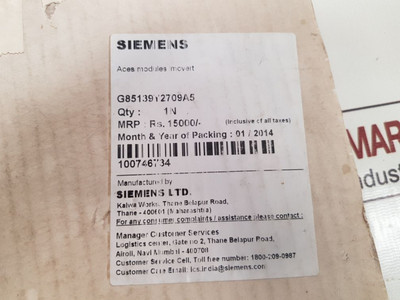 SIEMENS
Aces modules movert
G8513912709A5
Qty : 1N
MRP : Rs. 15000/- (Inclusive of all taxes)
Month & Year of Packing : 01 / 2014
100746734
Manufactured by
SIEMENS LTD.
Kalwa Works, Thane Belapur Road,
Thane - 400601 (Maharashtra)
For any consumer complaints / assistance please contact :
Manager Customer Services
Logistics center, Gate no 2, Thane Belapur Road,
Airoli, Navi Mumbai - 400708
Customer Service Cell, Toll free number: 1800-209-0987
Customer Care Email: ics.india@siemens.com
MAR
ndus